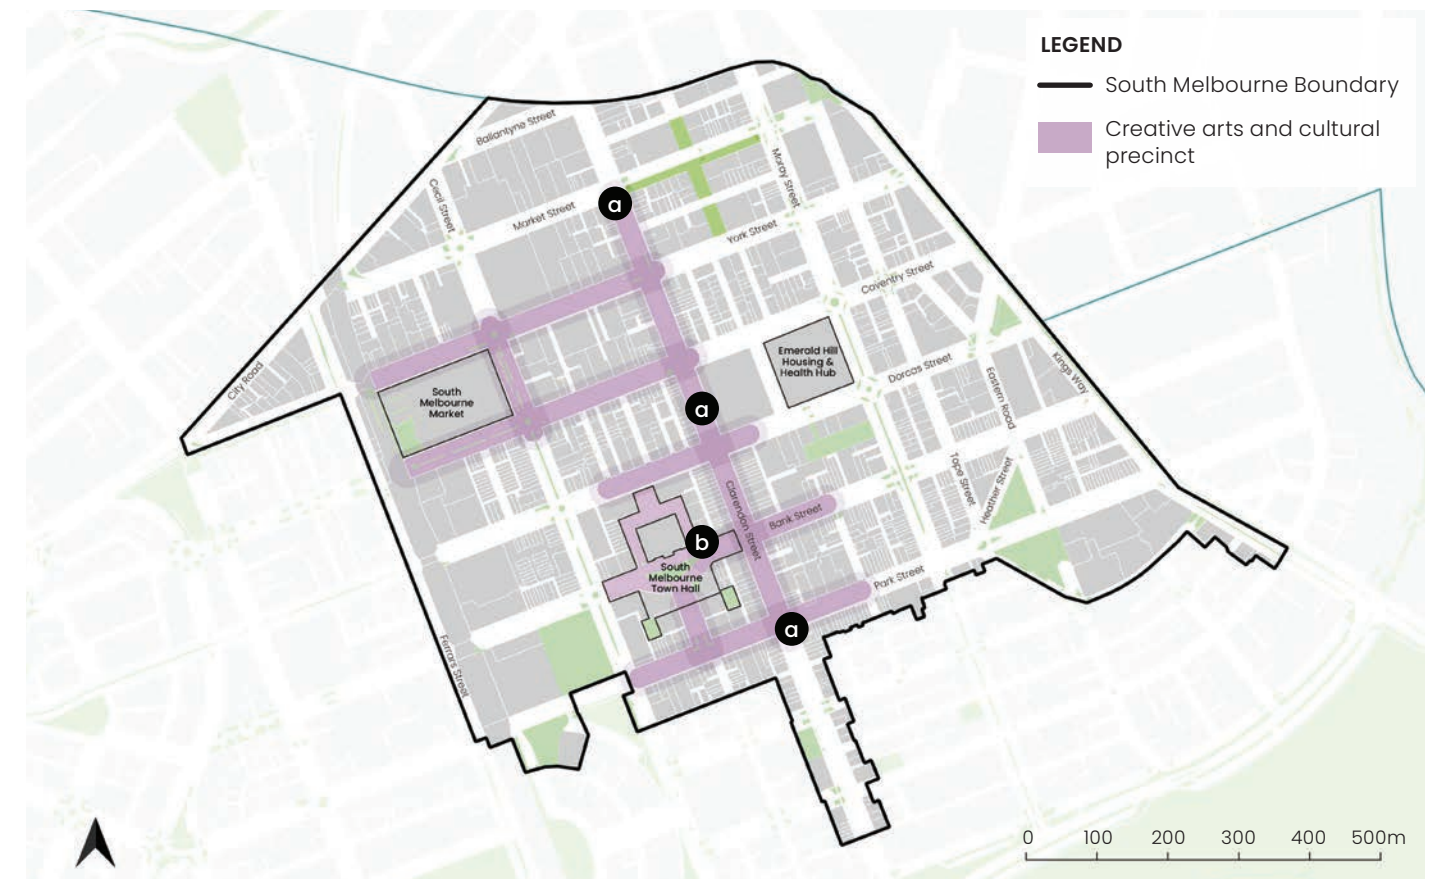 LEGEND
South Melbourne Boundary
Creative arts and cultural
precinct
Ballantyne Street
Cecil Street
Market Street
Moray Street
York Street
Coventry Street
a
Emerald Hill
Housing &
Health Hub
Dorcas Street
Kings Way
Eastern Road
City Road
South
Melbourne
Market
a
Clarendon Street
Bank Street
Tope Street
Heather Street
b
South
Melbourne
Town Hall
Park Street
a
Ferrars Street
0 100 200 300 400 500m